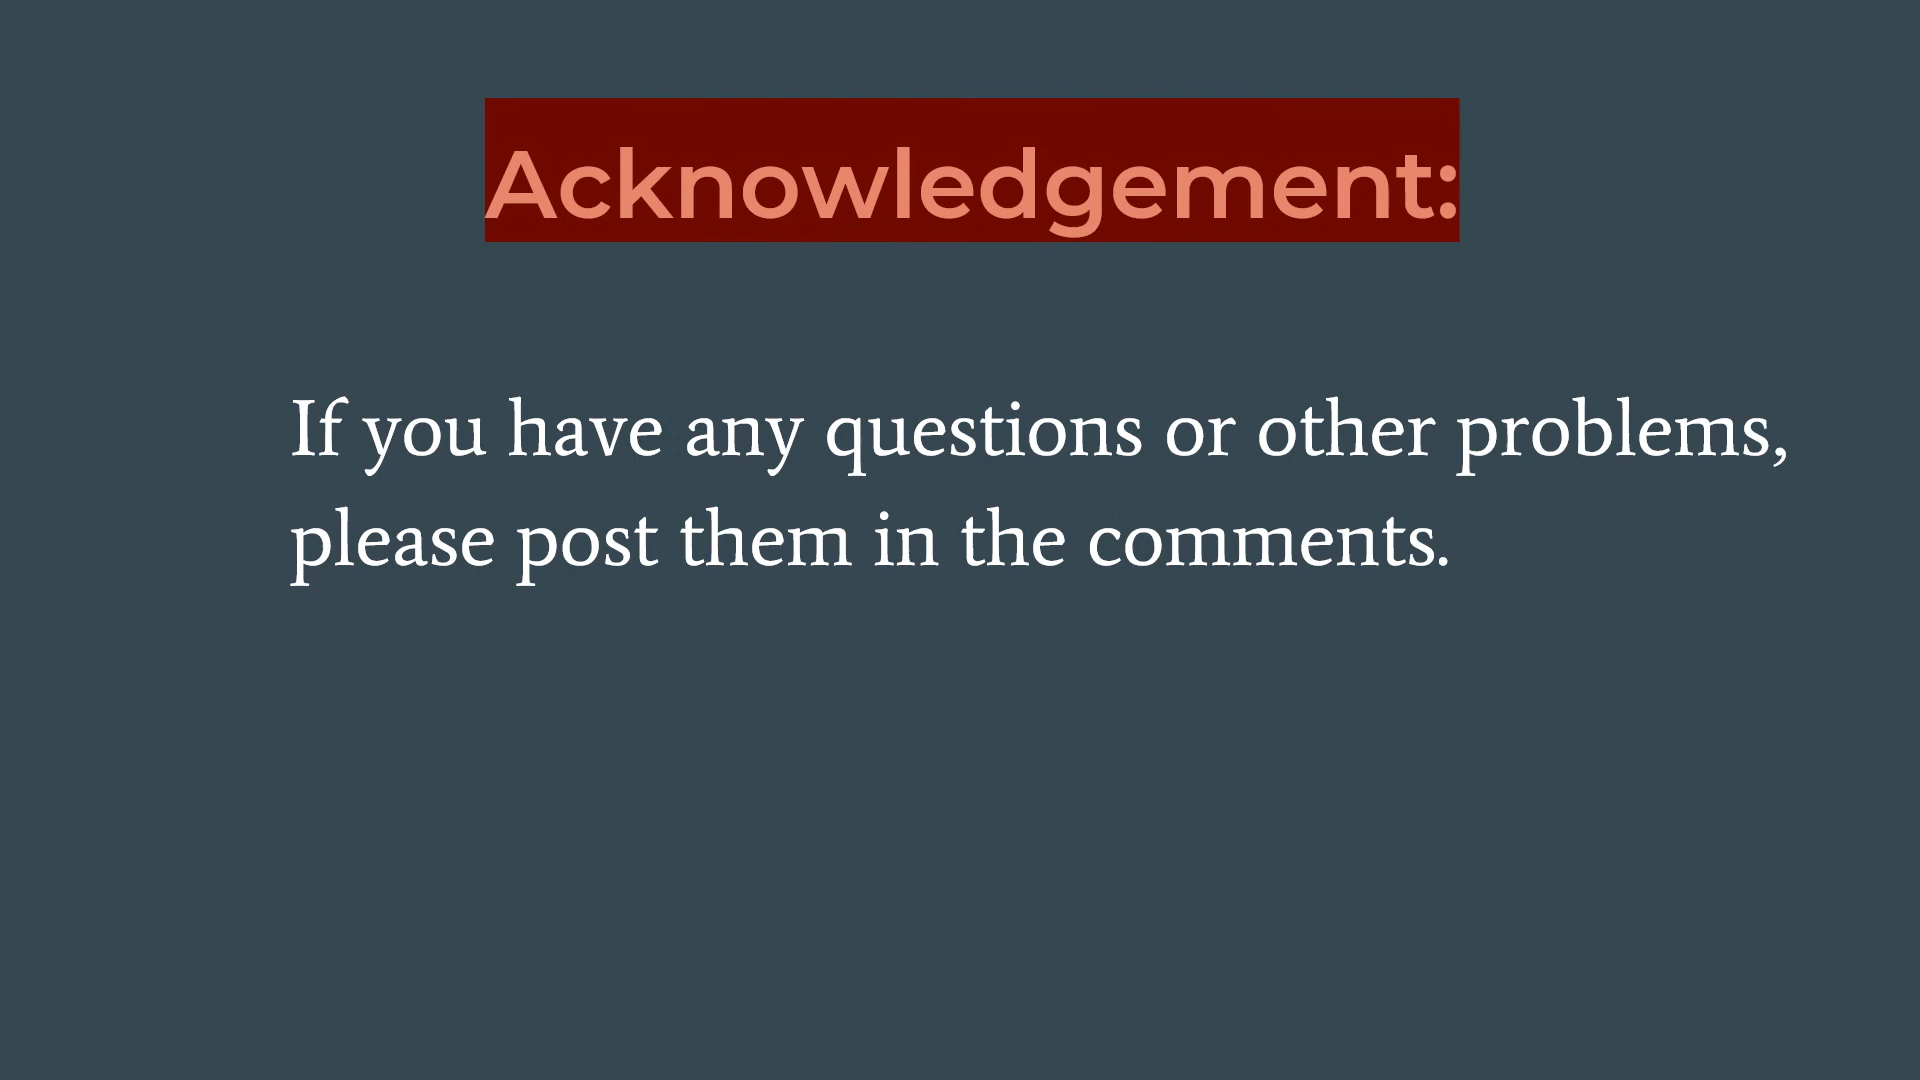 Acknowledgement:
If you have any questions or other problems,
please post them in the comments.